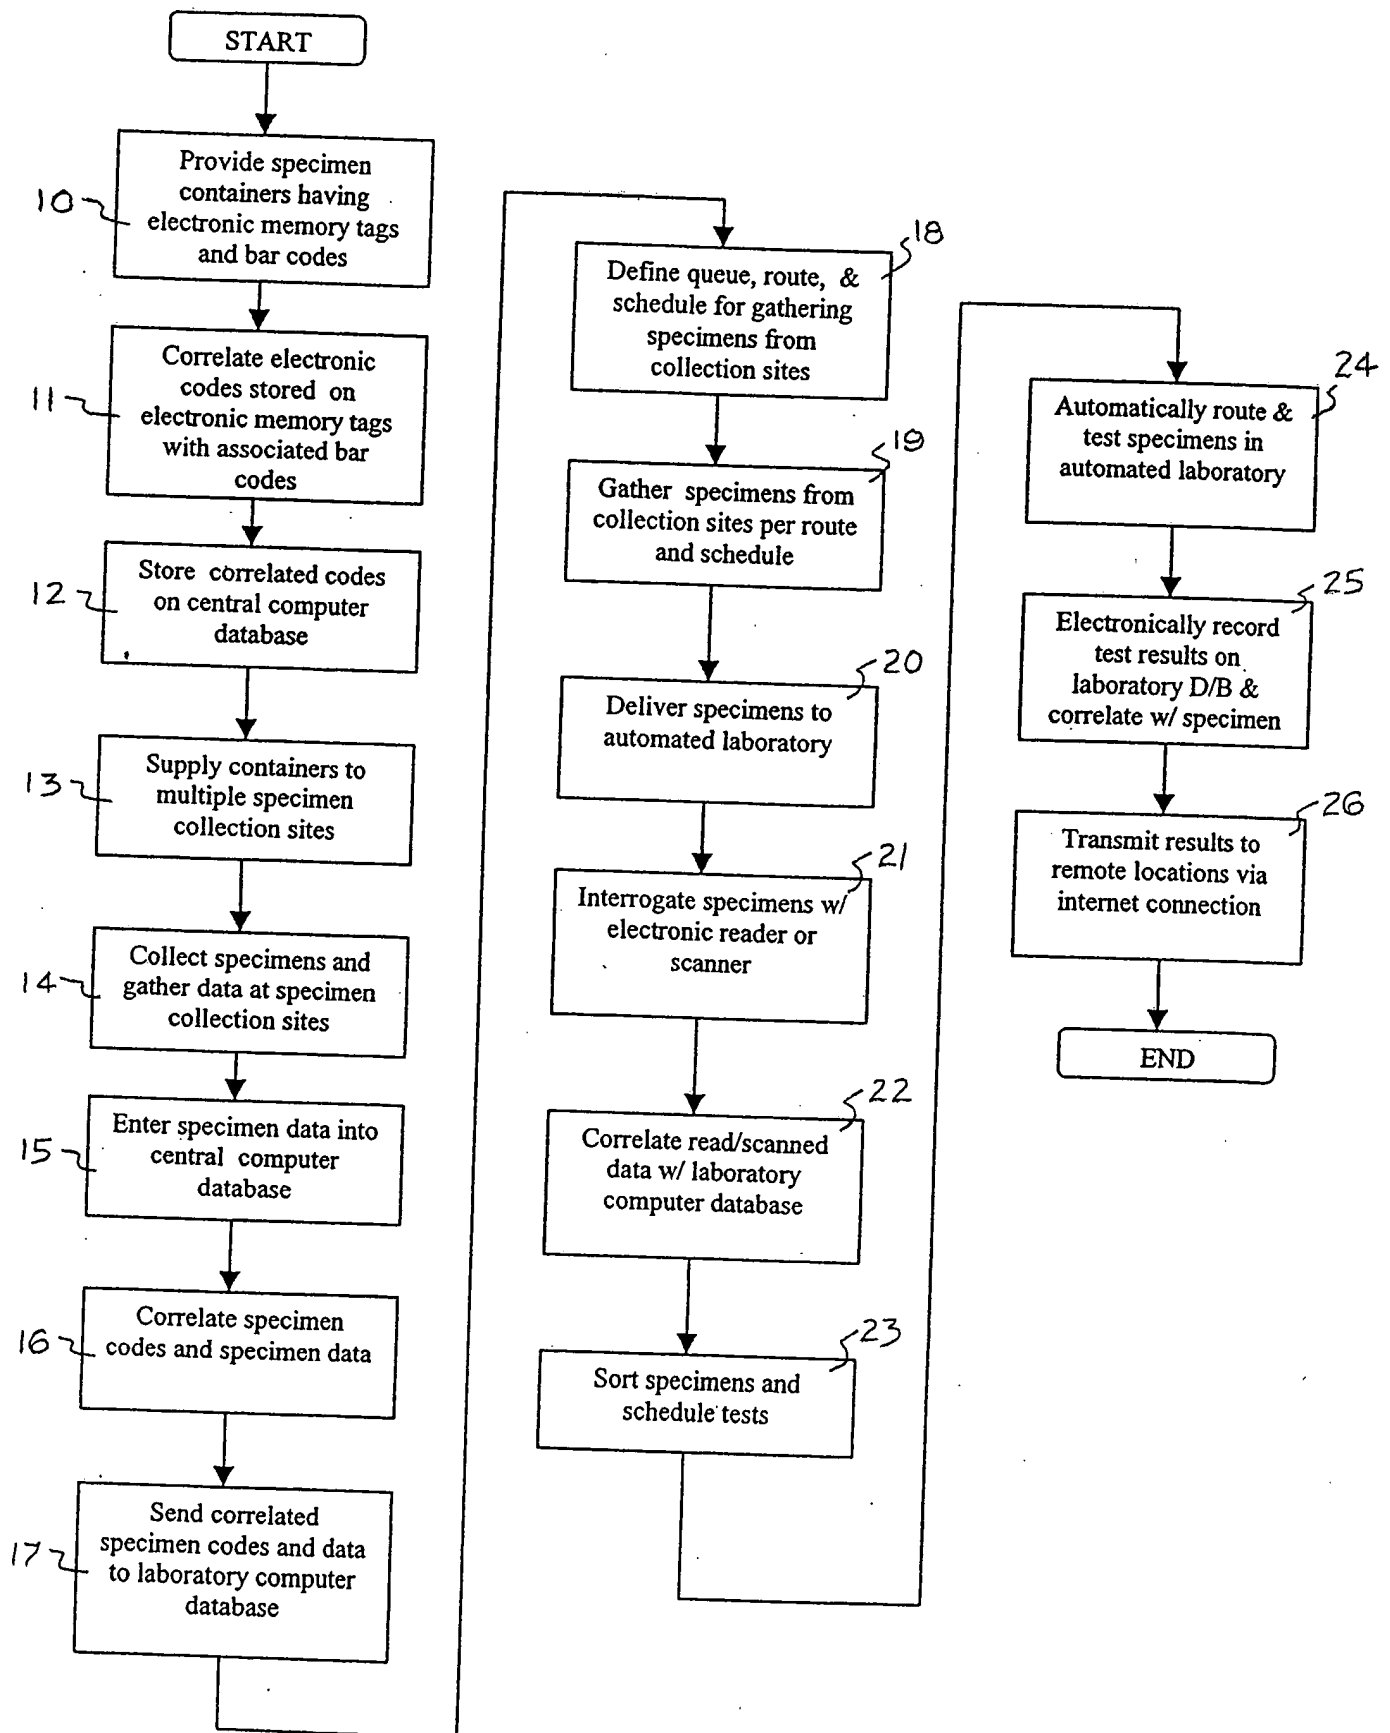 START
10
Provide specimen
containers having
electronic memory tags
and bar codes
11
Correlate electronic
codes stored on
electronic memory tags
with associated bar
codes
12
Store correlated codes
on central computer
database
13
Supply containers to
multiple specimen
collection sites
14
Collect specimens and
gather data at specimen
collection sites
15
Enter specimen data into
central computer
database
16
Correlate specimen
codes and specimen data
17
Send correlated
specimen codes and data
to laboratory computer
database
18
Define queue, route, &
schedule for gathering
specimens from
collection sites
19
Gather specimens from
collection sites per route
and schedule
20
Deliver specimens to
automated laboratory
21
Interrogate specimens w/
electronic reader or
scanner
22
Correlate read/scanned
data w/ laboratory
computer database
23
Sort specimens and
schedule tests
24
Automatically route &
test specimens in
automated laboratory
25
Electronically record
test results on
laboratory D/B &
correlate w/ specimen
26
Transmit results to
remote locations via
internet connection
END